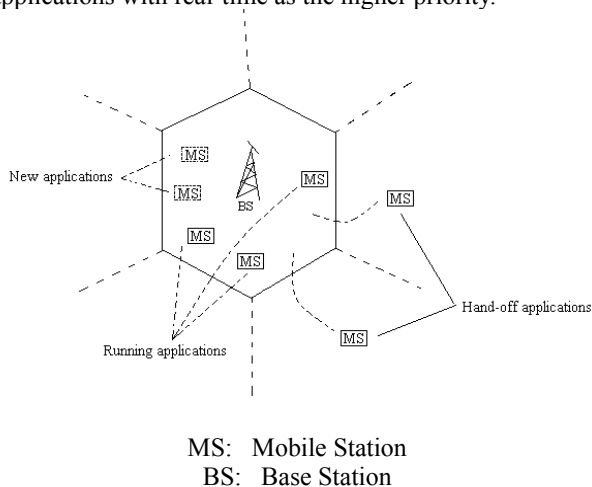 applications with real-time as the higher priority.
MS
New applications
MS
MS
BS
MS
MS
MS
Hand-off applications
MS
Running applications
MS: Mobile Station
BS: Base Station